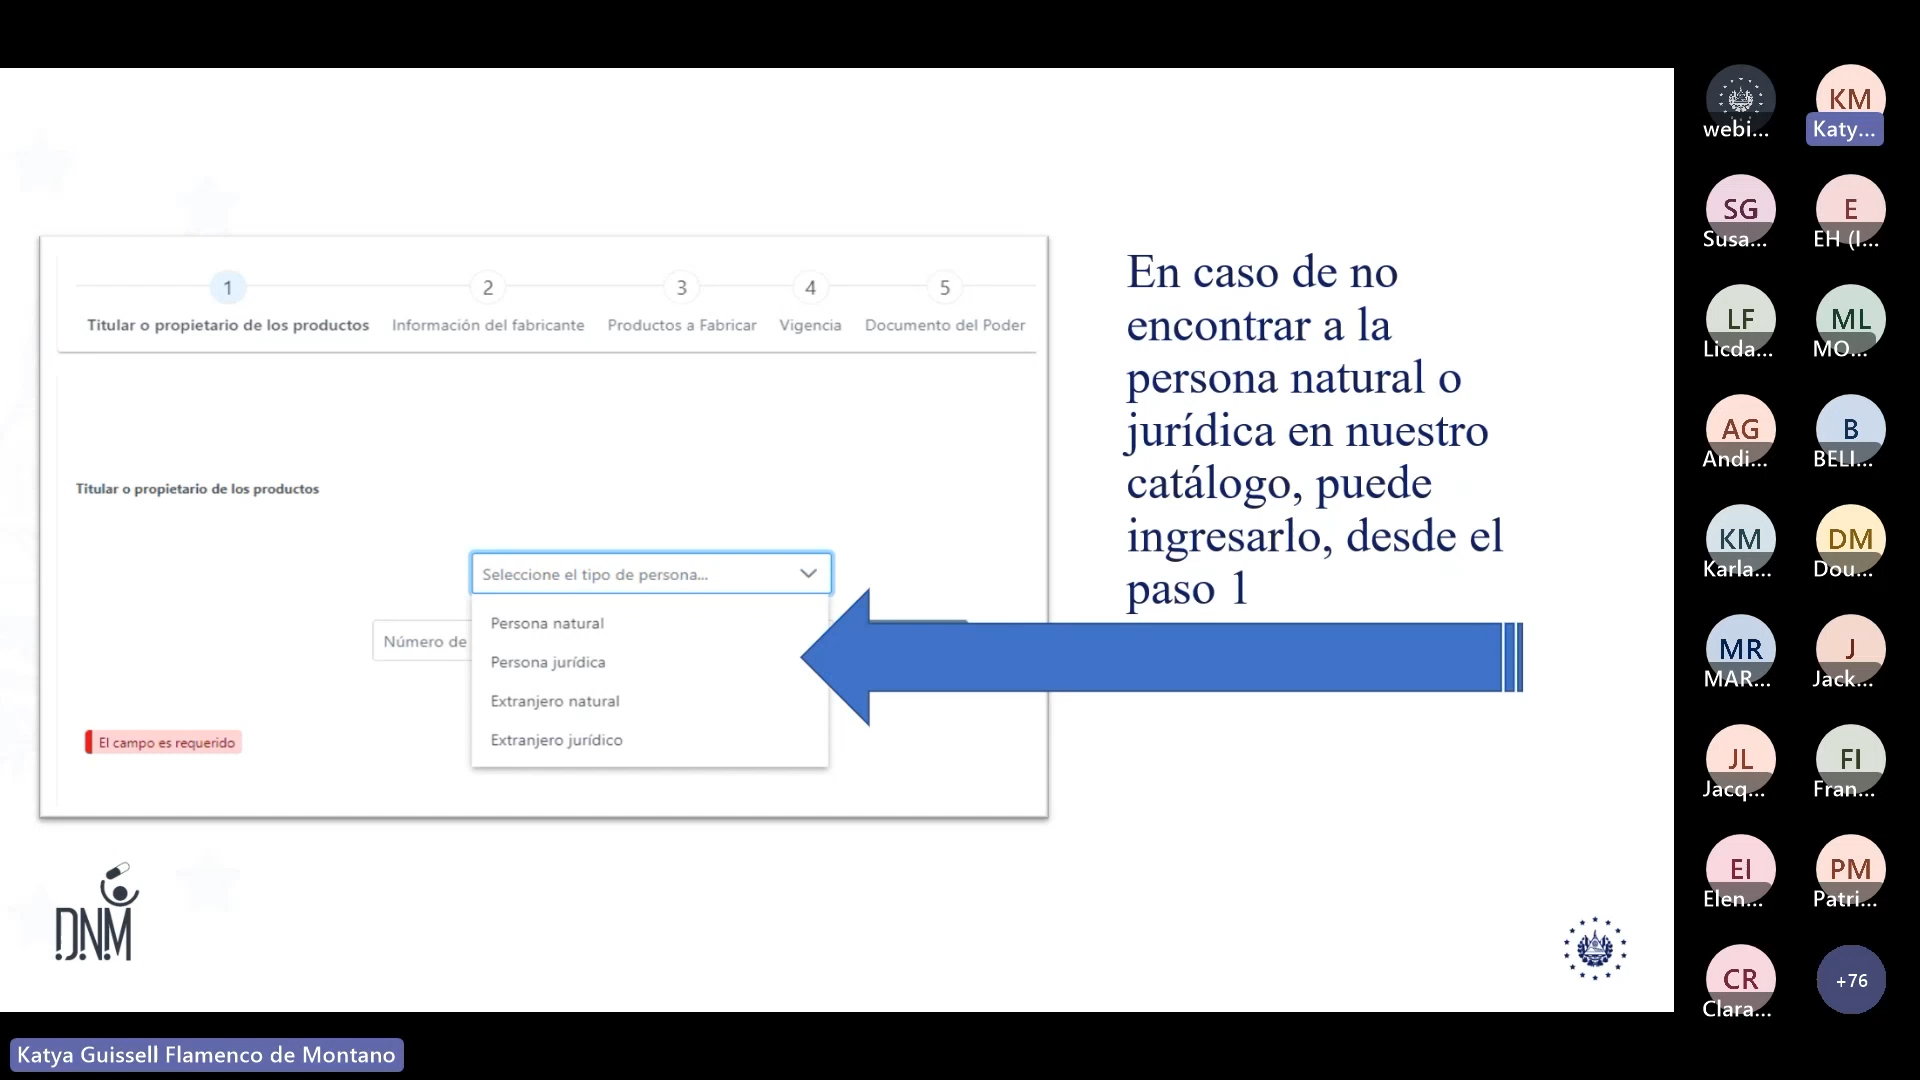 1
2
3
4
5
Titular o propietario de los productos
Información del fabricante
Productos a Fabricar
Vigencia
Documento del Poder
Titular o propietario de los productos
Seleccione el tipo de persona...
Número de
Persona natural
Persona jurídica
Extranjero natural
Extranjero jurídico
El campo es requerido
En caso de no
encontrar a la
persona natural o
jurídica en nuestro
catálogo, puede
ingresarlo, desde el
paso 1
DNM
webi...
KM
Katy...
SG
Susa...
E
EH (I...
LF
Licda...
ML
MO...
AG
Andi...
B
BELI...
KM
Karla...
DM
Dou...
MR
MAR...
J
Jack...
JL
Jacq...
FI
Fran...
EI
Elen...
PM
Patri...
CR
Clara...
+76
Katya Guissell Flamenco de Montano